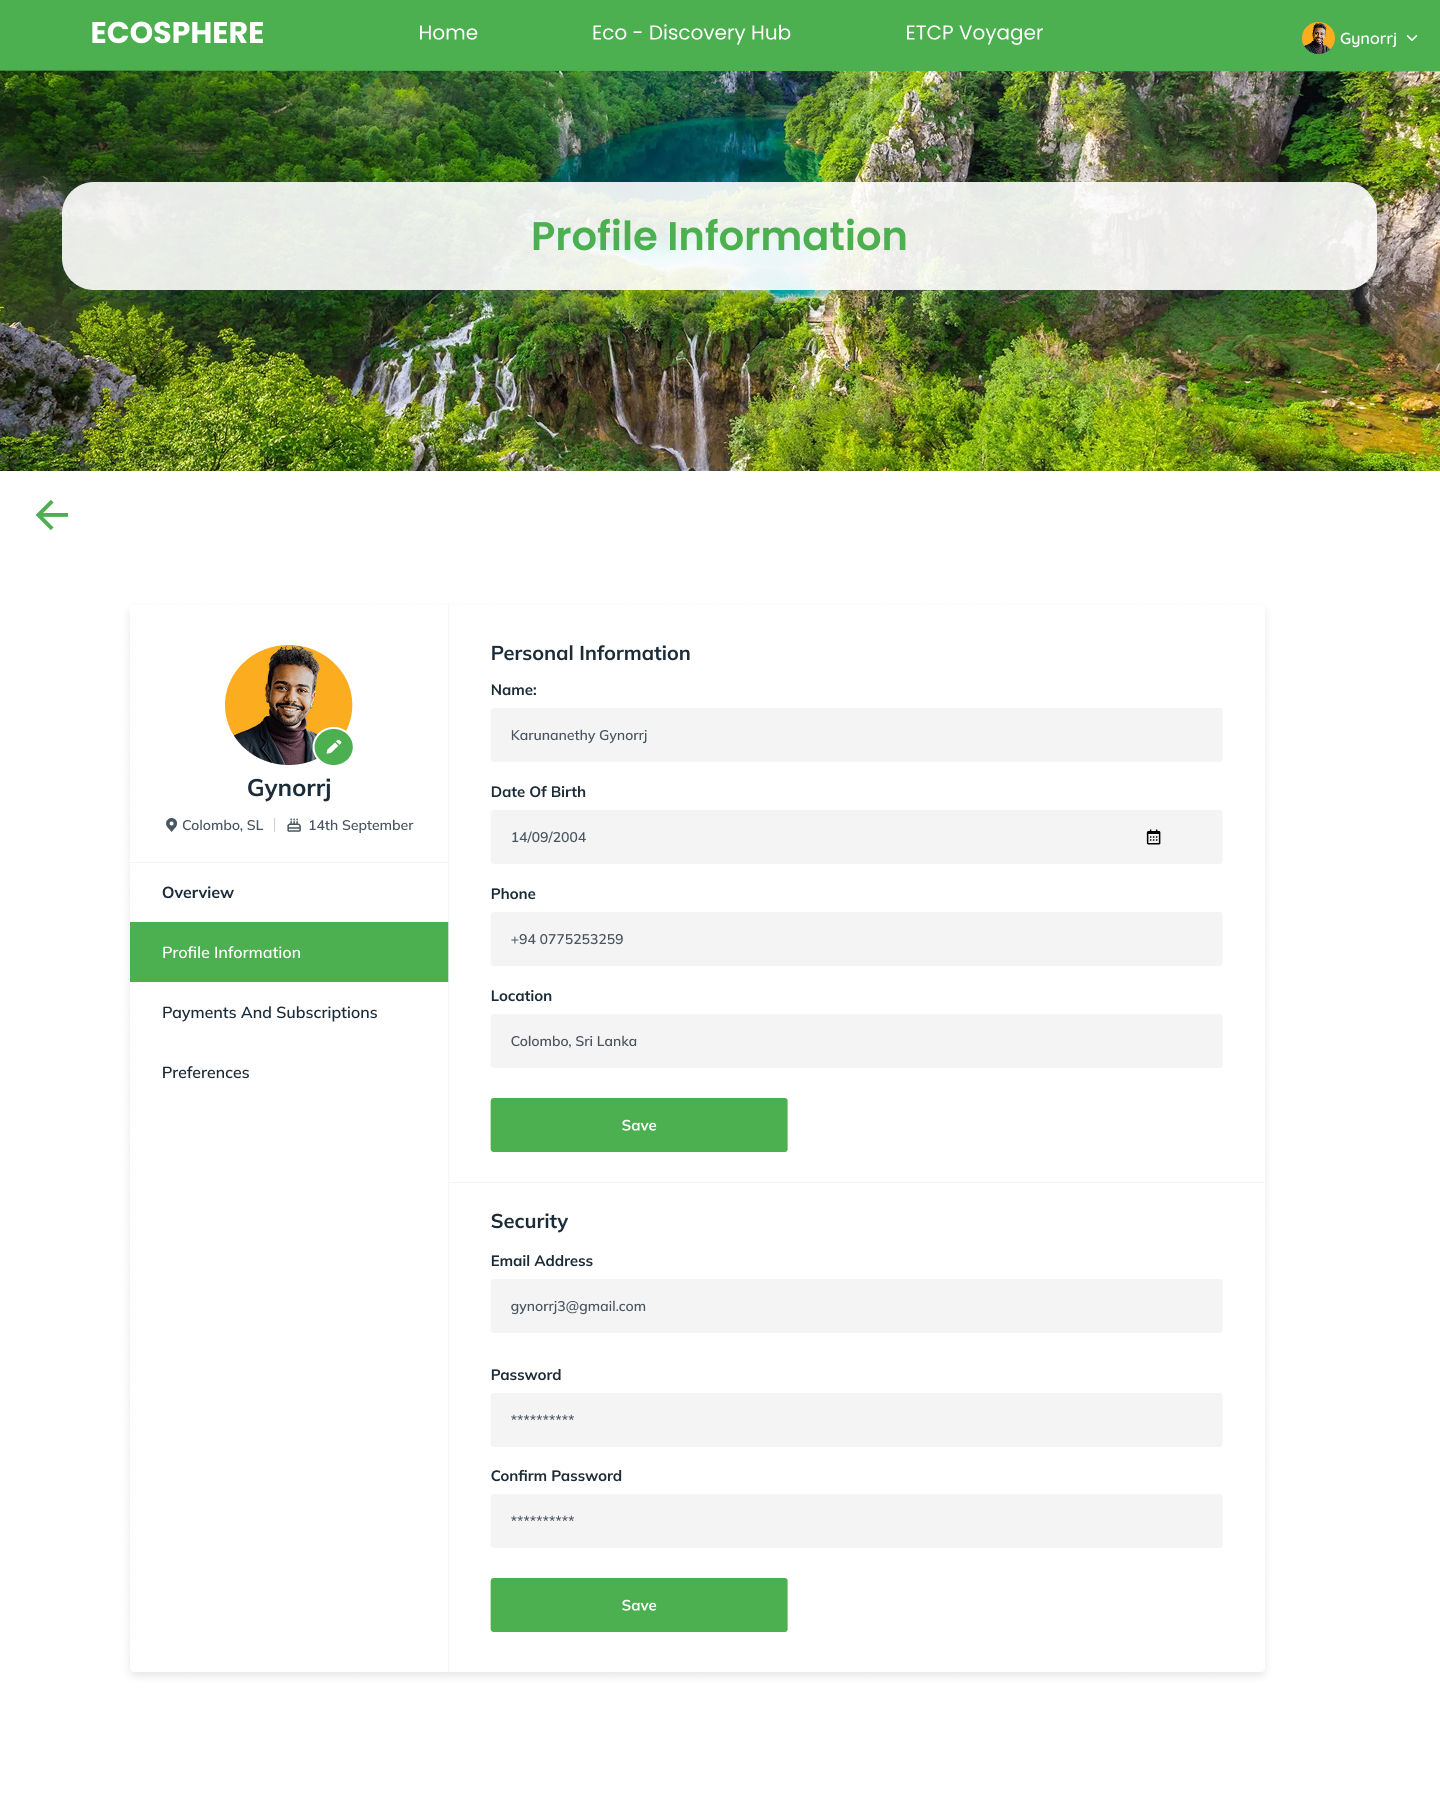 ECOSPHERE
Home
Eco - Discovery Hub
ETCP Voyager
Gynorrj
Profile Information
Gynorrj
Colombo, SL
14th September
Overview
Profile Information
Payments And Subscriptions
Preferences
Personal Information
Name:
Karunanethy Gynorrj
Date Of Birth
14/09/2004
Phone
+94 0775253259
Location
Colombo, Sri Lanka
Save
Security
Email Address
gynorrj3@gmail.com
Password
**********
Confirm Password
**********
Save